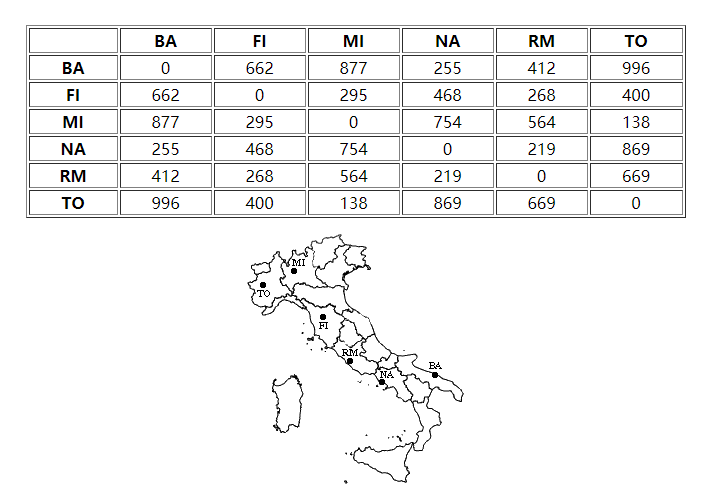 BA FI MI NA RM TO
BA 0 662 877 255 412 996
FI 662 0 295 468 268 400
MI 877 295 0 754 564 138
NA 255 468 754 0 219 869
RM 412 268 564 219 0 669
TO 996 400 138 869 669 0
MI
TO
FI
RM
BA
NA